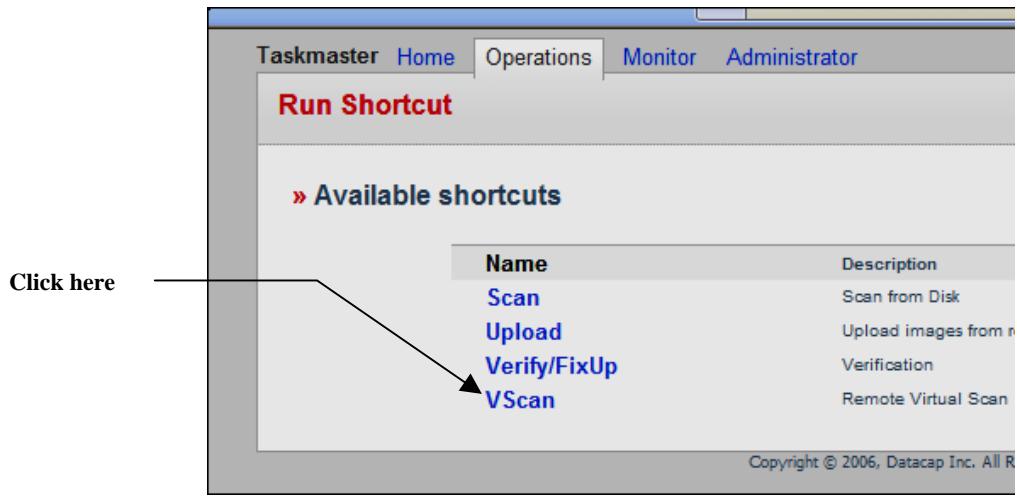 Taskmaster Home Operations Monitor Administrator
Run Shortcut
» Available shortcuts
Name Description
Click here
Scan Scan from Disk
Upload Upload images from
Verify/FixUp Verification
VScan Remote Virtual Scan
Copyright © 2006, Datacap Inc. All